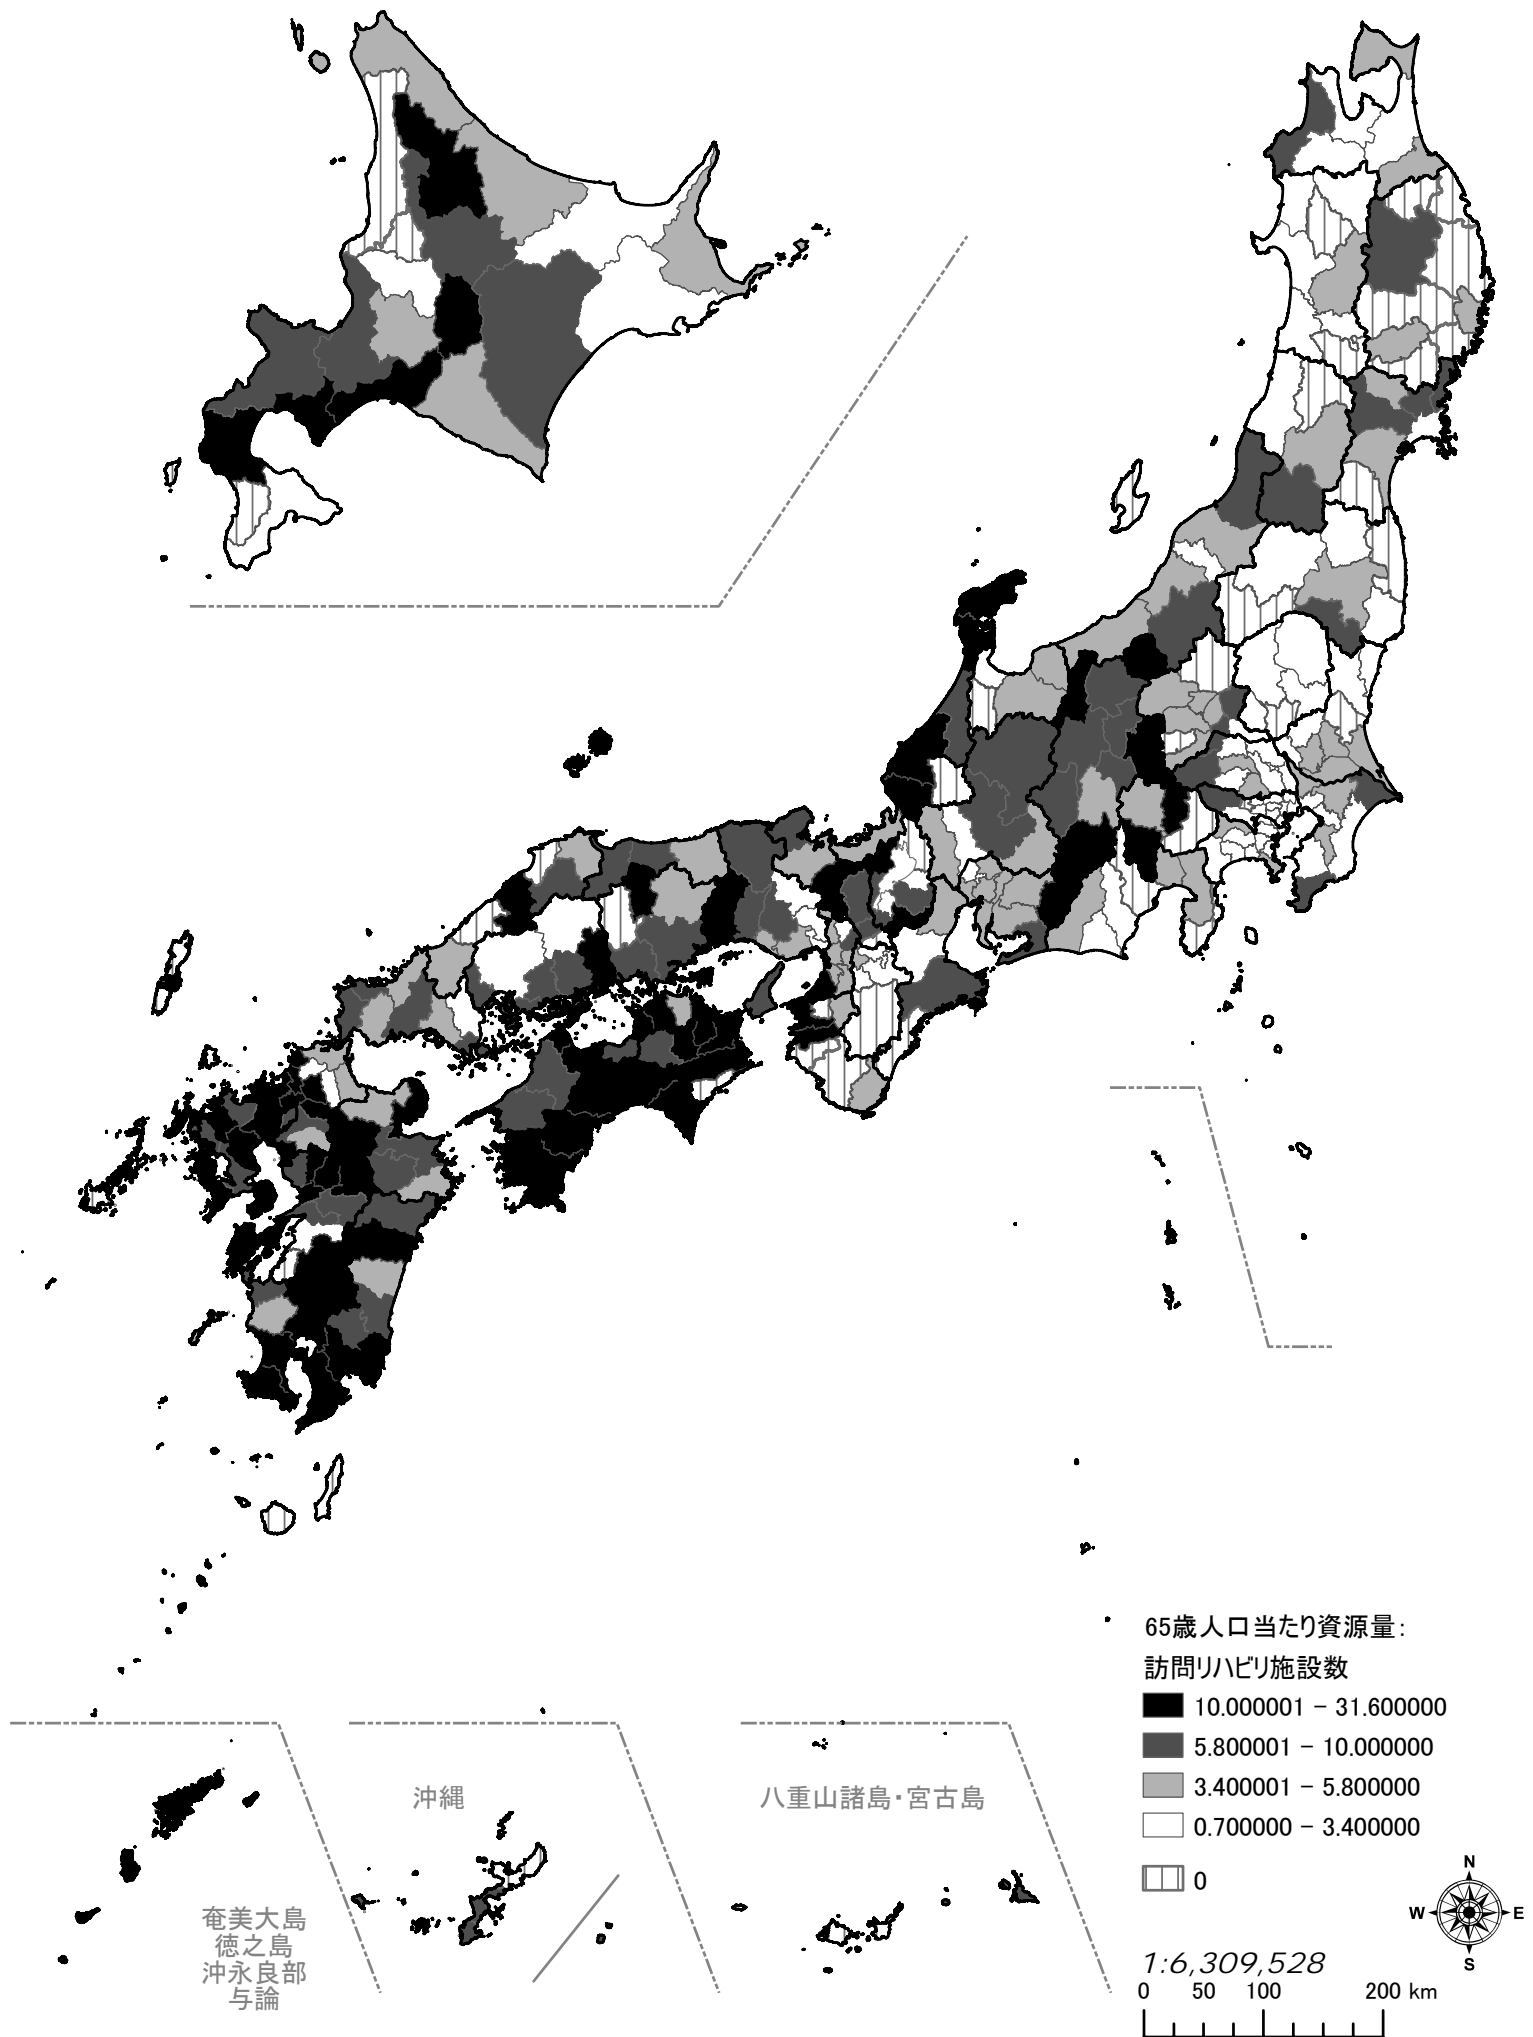 65歳人口当たり資源量:
訪問リハビリ施設数
10.000001 - 31.600000
5.800001 - 10.000000
3.400001 - 5.800000
0.700000 - 3.400000
0
沖縄
八重山諸島・宮古島
奄美大島
徳之島
沖永良部
与論
N
W E
S
1:6,309,528
0 50 100 200 km